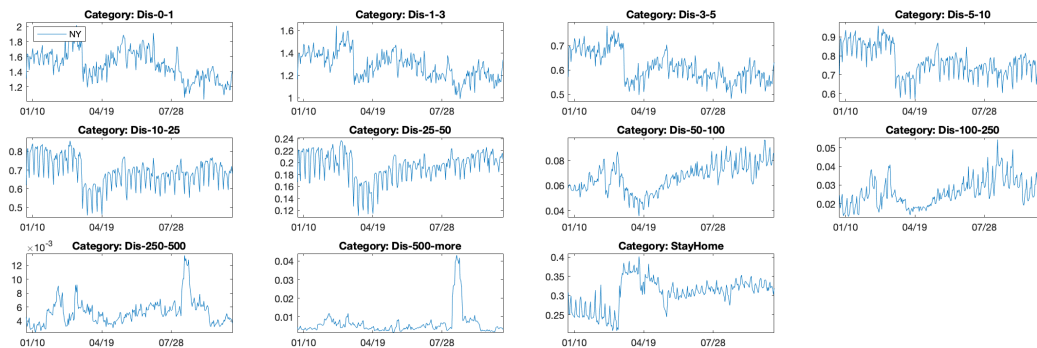 Category: Dis-0-1
2
1.8
1.6
1.4
1.2
NY
01/10 04/19 07/28
Category: Dis-1-3
1.6
1.4
1.2
1
01/10 04/19 07/28
Category: Dis-3-5
0.7
0.6
0.5
01/10 04/19 07/28
Category: Dis-5-10
0.9
0.8
0.7
0.6
01/10 04/19 07/28
Category: Dis-10-25
0.8
0.7
0.6
0.5
01/10 04/19 07/28
Category: Dis-25-50
0.24
0.22
0.2
0.18
0.16
0.14
0.12
01/10 04/19 07/28
Category: Dis-50-100
0.08
0.06
0.04
01/10 04/19 07/28
Category: Dis-100-250
0.05
0.04
0.03
0.02
01/10 04/19 07/28
Category: Dis-250-500
×10⁻³
12
10
8
6
4
01/10 04/19 07/28
Category: Dis-500-more
0.04
0.03
0.02
0.01
01/10 04/19 07/28
Category: StayHome
0.4
0.35
0.3
0.25
01/10 04/19 07/28